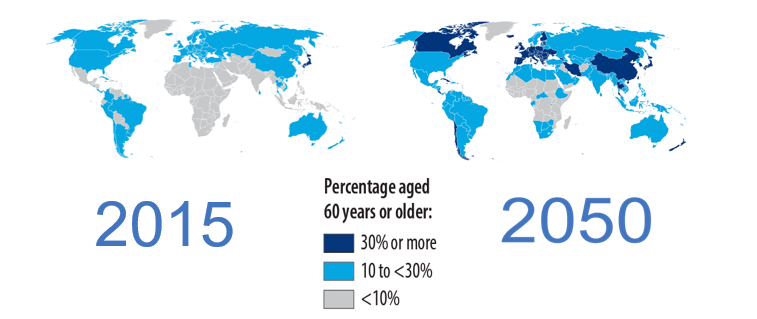 2015
2050
Percentage aged
60 years or older:
30% or more
10 to <30%
<10%